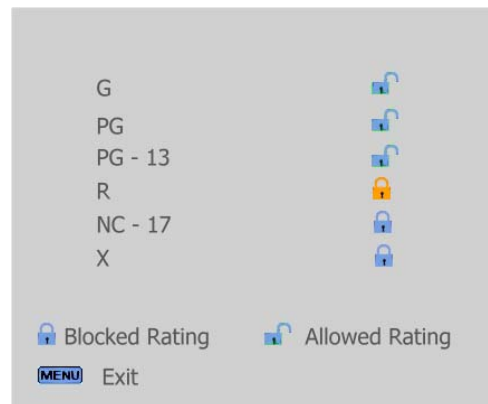 G
PG
PG - 13
R
NC - 17
X
Blocked Rating Allowed Rating
MENU Exit